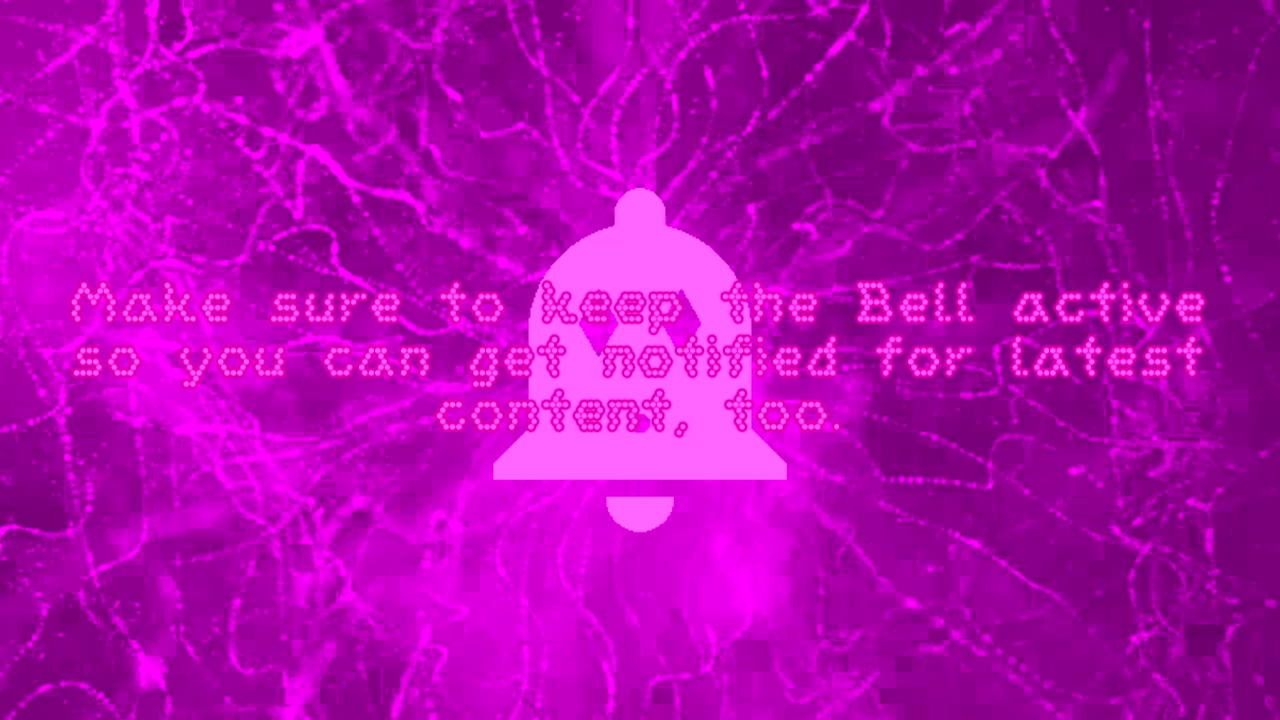 Make sure to keep the Bell active
so you can get notified for latest
content, too.